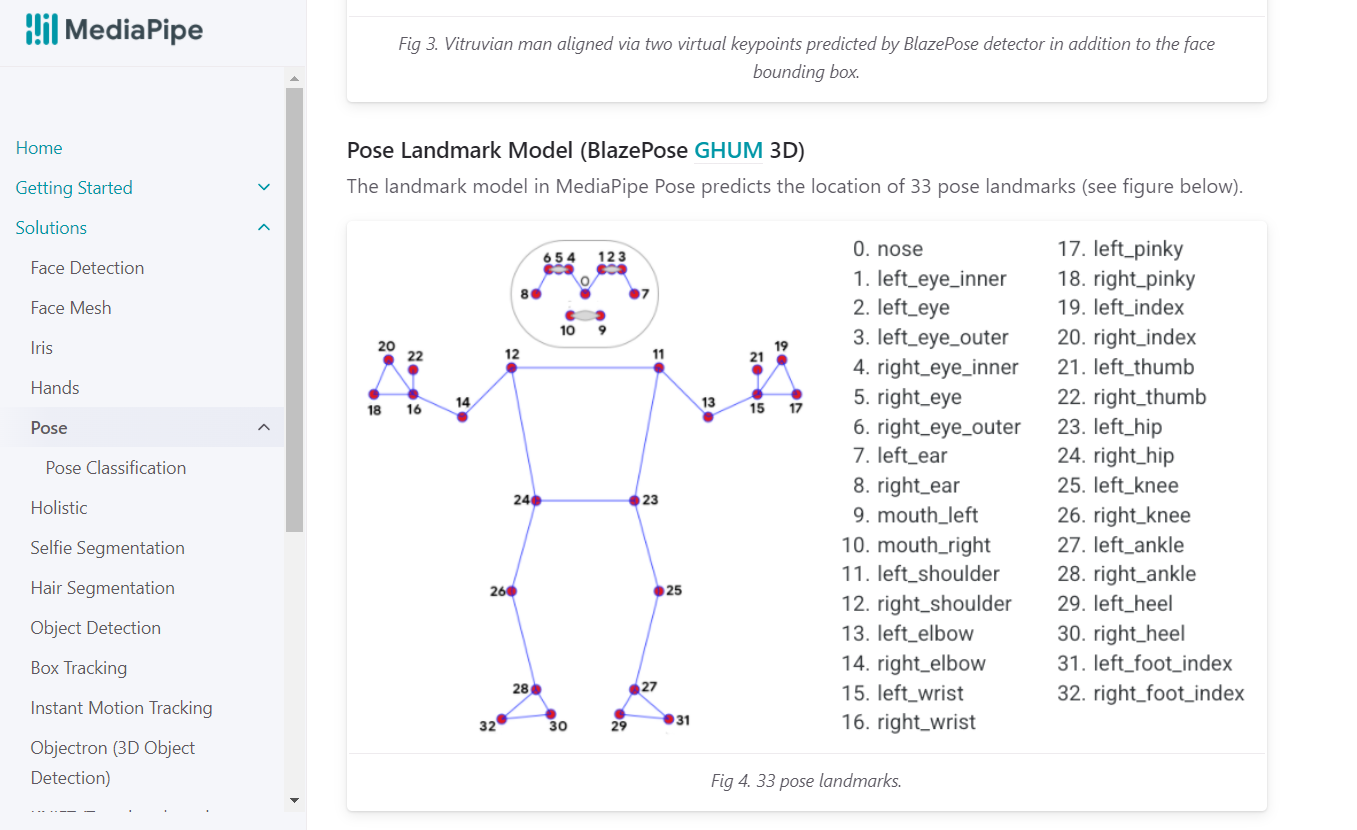 MediaPipe
Home
Getting Started
Solutions
Face Detection
Face Mesh
Iris
Hands
Pose
Pose Classification
Holistic
Selfie Segmentation
Hair Segmentation
Object Detection
Box Tracking
Instant Motion Tracking
Objectron (3D Object
Detection)
Fig 3. Vitruvian man aligned via two virtual keypoints predicted by BlazePose detector in addition to the face
bounding box.
Pose Landmark Model (BlazePose GHUM 3D)
The landmark model in MediaPipe Pose predicts the location of 33 pose landmarks (see figure below).
6 5 4 1 2 3
0
8 7
10 9
20 22 12 11 21 19
18 16 14 13 15 17
24 23
26 25
28 27
32 30 29 31
0. nose
1. left_eye_inner
2. left_eye
3. left_eye_outer
4. right_eye_inner
5. right_eye
6. right_eye_outer
7. left_ear
8. right_ear
9. mouth_left
10. mouth_right
11. left_shoulder
12. right_shoulder
13. left_elbow
14. right_elbow
15. left_wrist
16. right_wrist
17. left_pinky
18. right_pinky
19. left_index
20. right_index
21. left_thumb
22. right_thumb
23. left_hip
24. right_hip
25. left_knee
26. right_knee
27. left_ankle
28. right_ankle
29. left_heel
30. right_heel
31. left_foot_index
32. right_foot_index
Fig 4. 33 pose landmarks.